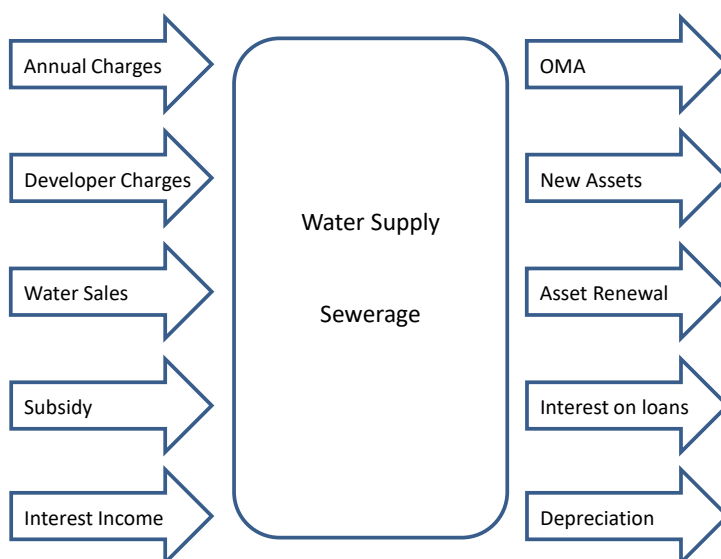 Annual Charges
Developer Charges
Water Sales
Subsidy
Interest Income
Water Supply
Sewerage
OMA
New Assets
Asset Renewal
Interest on loans
Depreciation